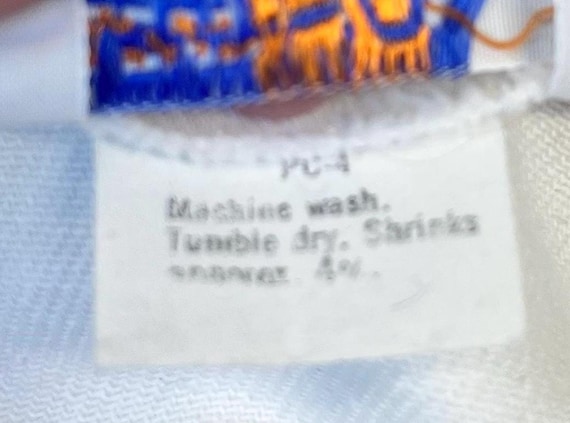 PC-4
Machine wash.
Tumble dry. Shrinks
4%.